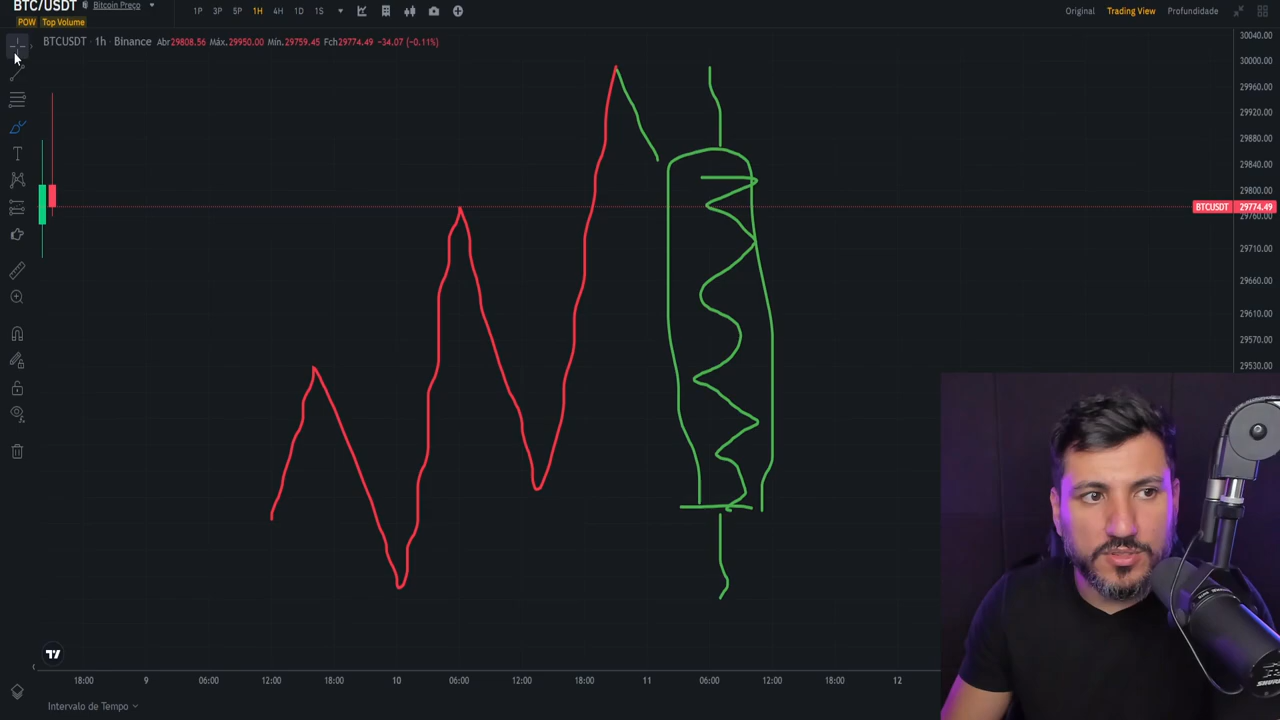 BTC/USDT Bitcoin Preço
POW Top Volume
1P 3P 5P 1H 4H 1D 1S
Original Trading View Profundidade
BTCUSDT · 1h · Binance Abr29808.56 Máx.29950.00 Mín.29759.45 Fch29774.49 −34.07 (−0.11%)
30040.00
30000.00
29960.00
29920.00
29880.00
29840.00
29800.00
BTCUSDT 29774.49
29760.00
29710.00
29660.00
29610.00
29570.00
29530.00
18:00 9 06:00 12:00 18:00 10 06:00 12:00 18:00 11 06:00 12:00 18:00 12
Intervalo de Tempo